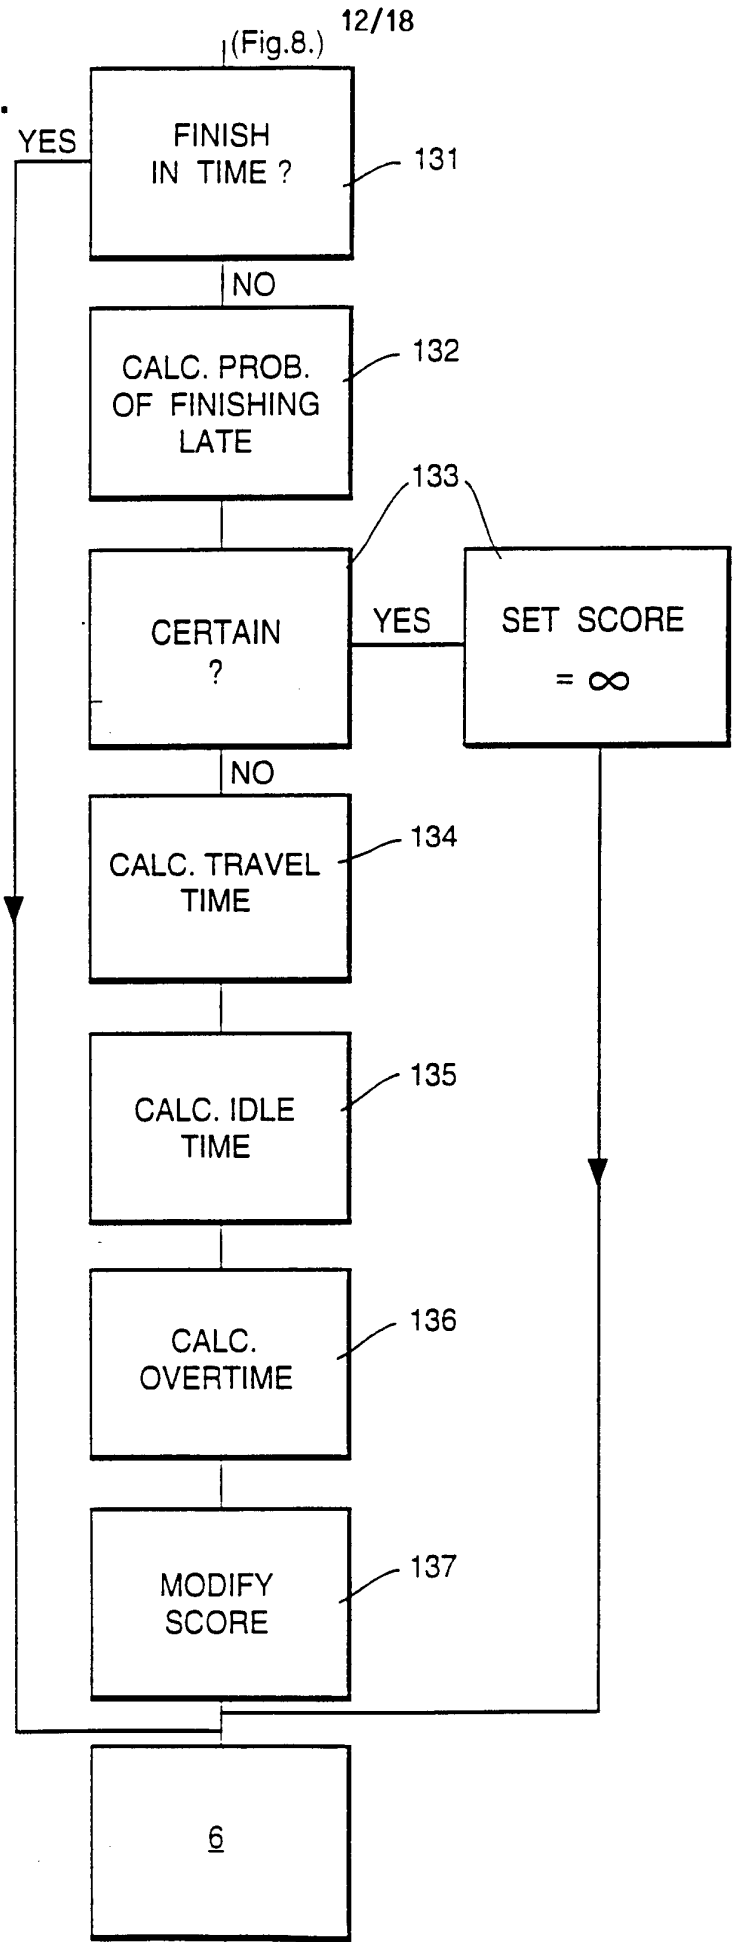 12/18
(Fig.8.)
YES
FINISH
IN TIME ?
131
NO
132
CALC. PROB.
OF FINISHING
LATE
133
CERTAIN
?
YES
SET SCORE
= ∞
NO
134
CALC. TRAVEL
TIME
135
CALC. IDLE
TIME
136
CALC.
OVERTIME
137
MODIFY
SCORE
6